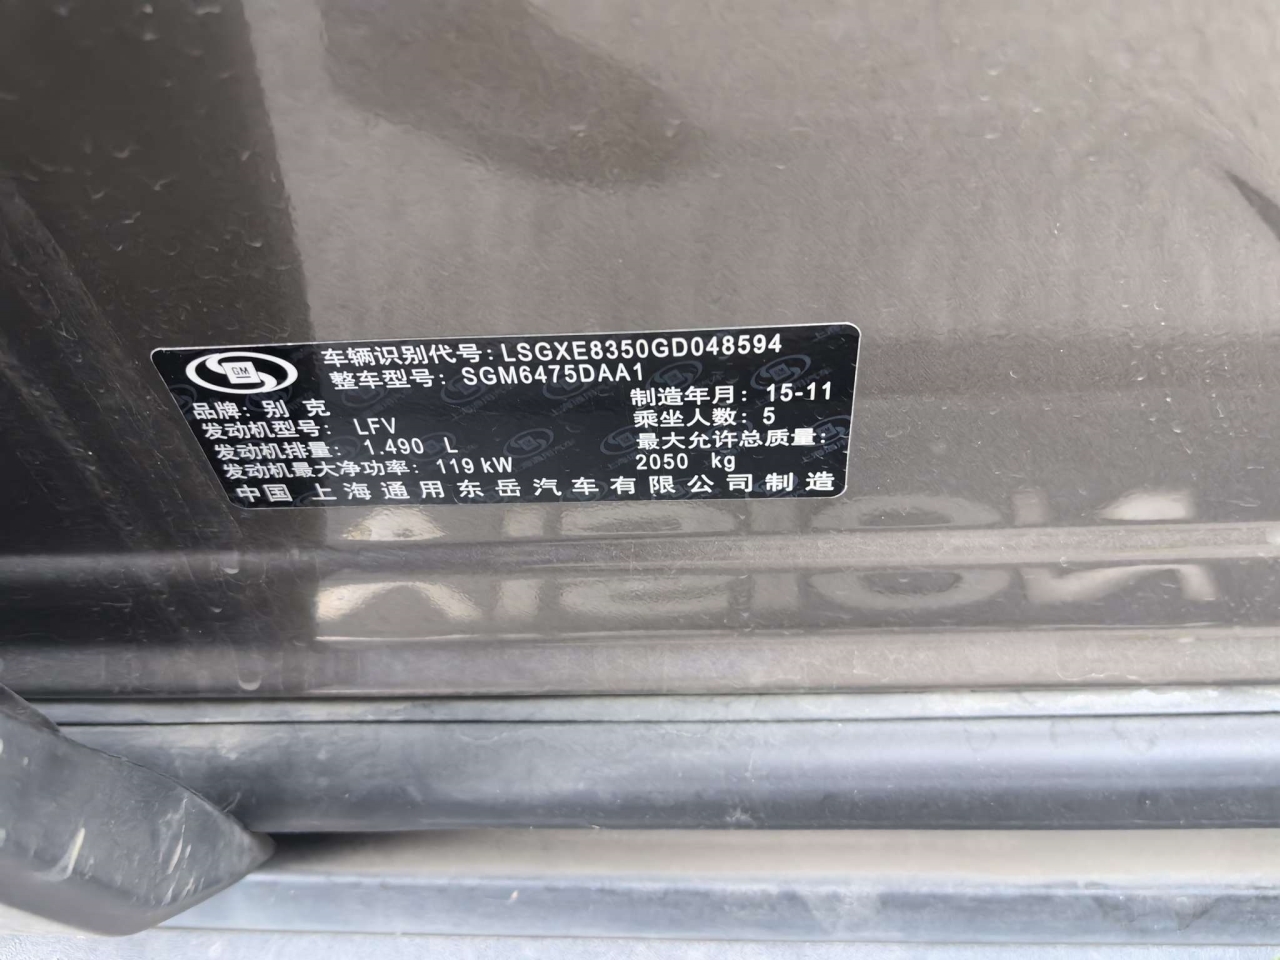 GM
车辆识别代号: LSGXE8350GD048594
整车型号: SGM6475DAA1
品牌: 别克 制造年月: 15-11
发动机型号: LFV 乘坐人数: 5
发动机排量: 1.490 L 最大允许总质量:
发动机最大净功率: 119 kW 2050 kg
中国 上海通用东岳汽车有限公司制造